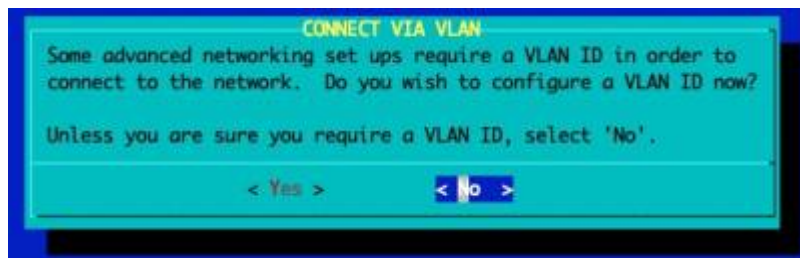 CONNECT VIA VLAN
Some advanced networking set ups require a VLAN ID in order to
connect to the network.  Do you wish to configure a VLAN ID now?
Unless you are sure you require a VLAN ID, select 'No'.
< Yes >   < No >